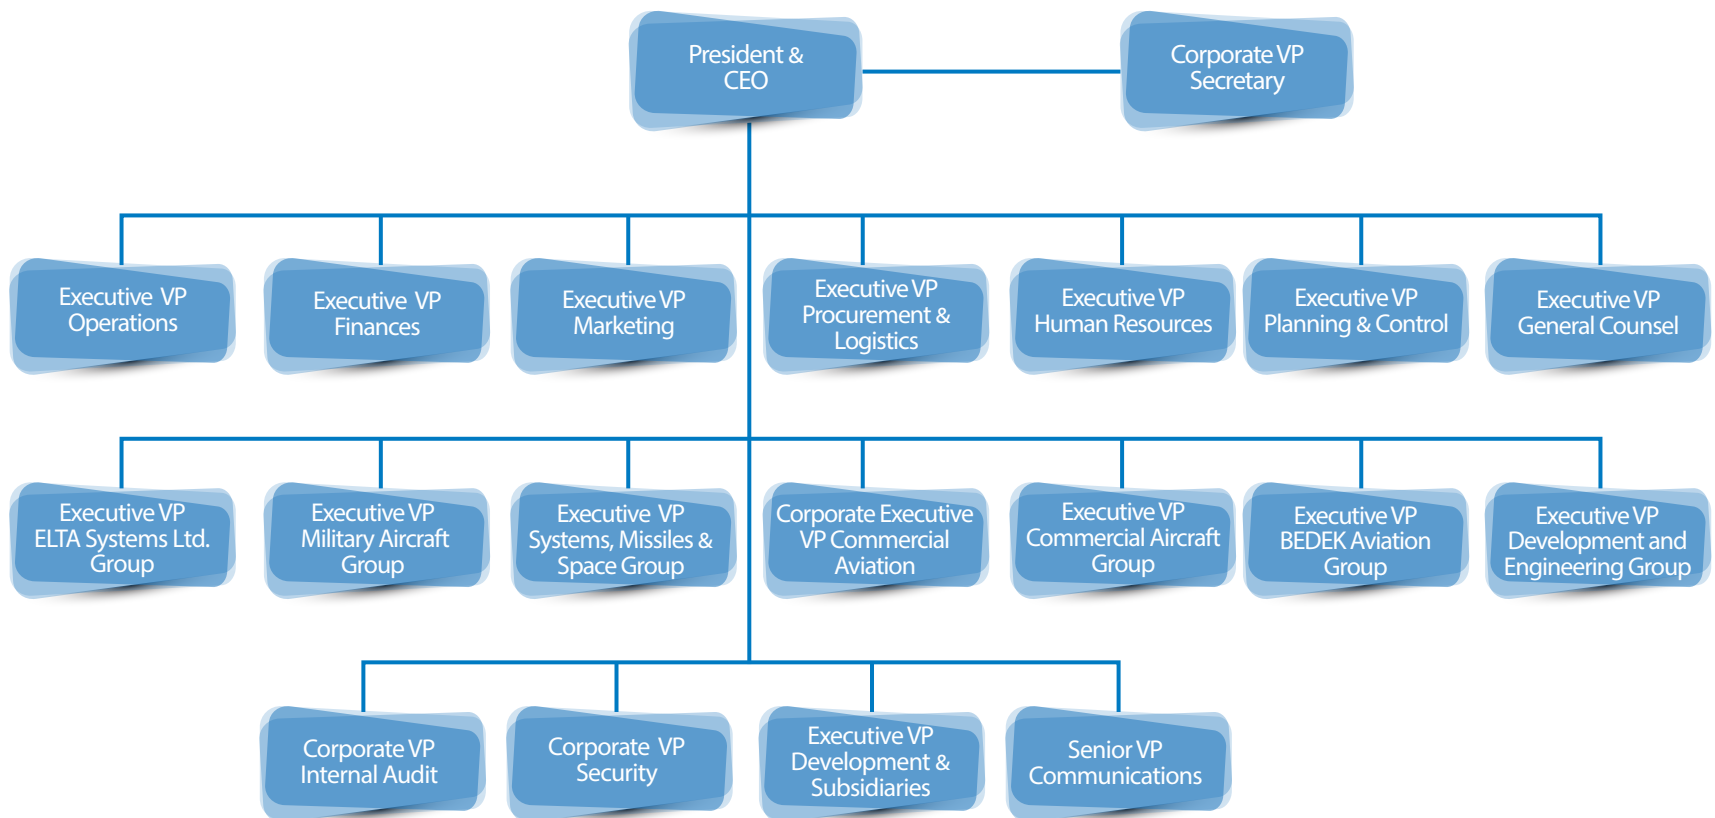 President &
CEO
Corporate VP
Secretary
Executive VP
Operations
Executive VP
Finances
Executive VP
Marketing
Executive VP
Procurement &
Logistics
Executive VP
Human Resources
Executive VP
Planning & Control
Executive VP
General Counsel
Executive VP
ELTA Systems Ltd.
Group
Executive VP
Military Aircraft
Group
Executive VP
Systems, Missiles &
Space Group
Corporate Executive
VP Commercial
Aviation
Executive VP
Commercial Aircraft
Group
Executive VP
BEDEK Aviation
Group
Executive VP
Development and
Engineering Group
Corporate VP
Internal Audit
Corporate VP
Security
Executive VP
Development &
Subsidiaries
Senior VP
Communications